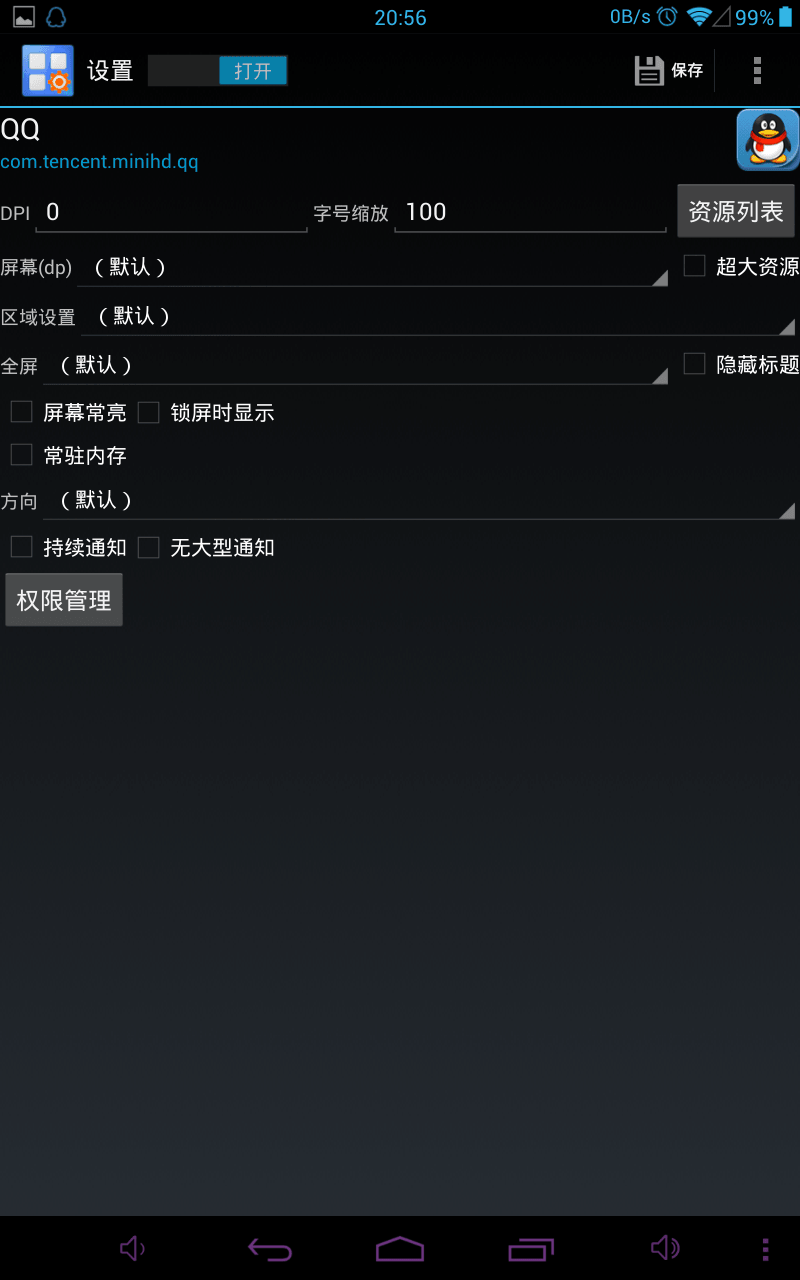 20:56 0B/s 99%
设置 打开 保存
QQ
com.tencent.minihd.qq
DPI 0 字号缩放 100 资源列表
屏幕(dp) （默认） 超大资源
区域设置 （默认）
全屏 （默认） 隐藏标题
屏幕常亮 锁屏时显示
常驻内存
方向 （默认）
持续通知 无大型通知
权限管理